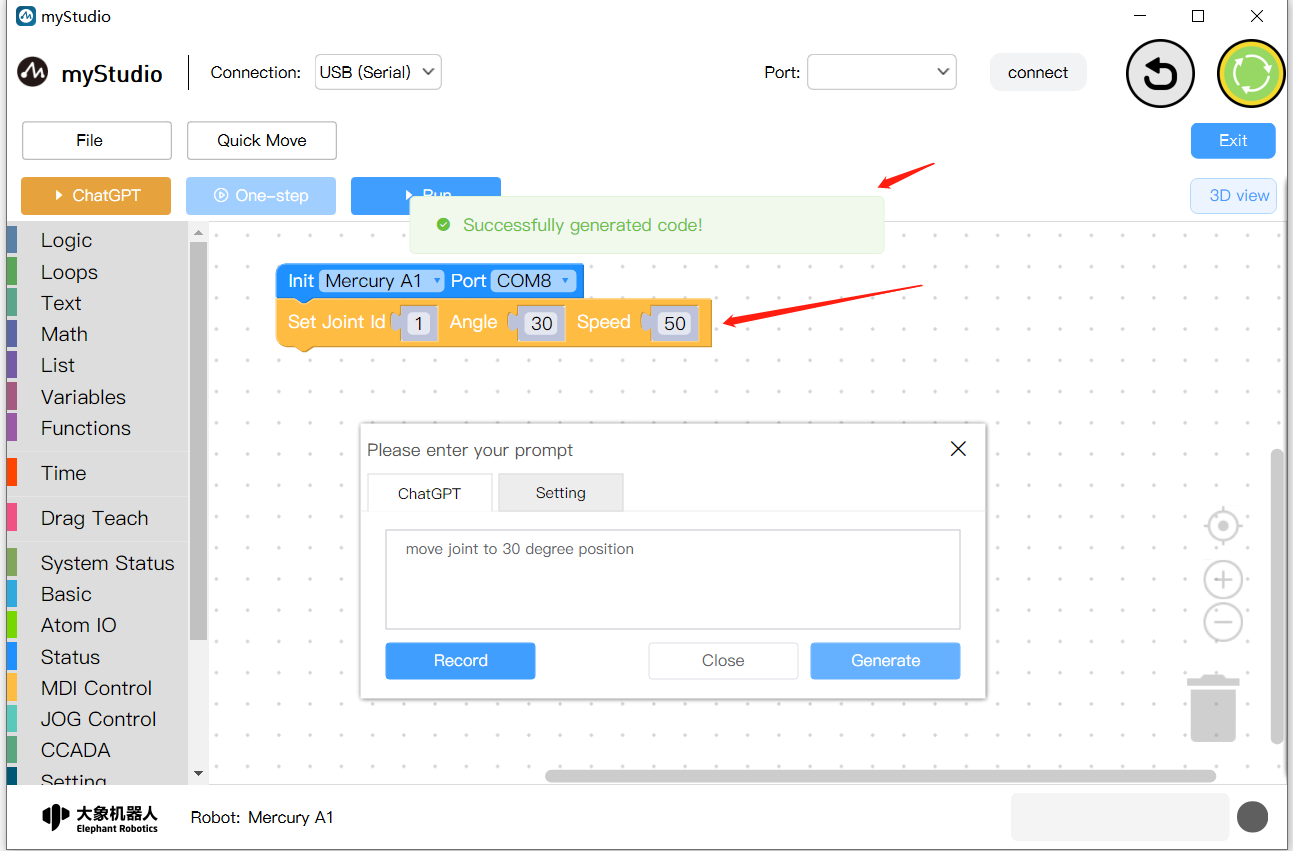 myStudio
myStudio Connection: USB (Serial) Port: connect
File Quick Move Exit
ChatGPT One-step Run 3D view
Successfully generated code!
Init Mercury A1 Port COM8
Set Joint Id 1 Angle 30 Speed 50
Logic
Loops
Text
Math
List
Variables
Functions
Time
Drag Teach
System Status
Basic
Atom IO
Status
MDI Control
JOG Control
CCADA
Setting
Please enter your prompt
ChatGPT Setting
move joint to 30 degree position
Record Close Generate
大象机器人
Elephant Robotics
Robot: Mercury A1